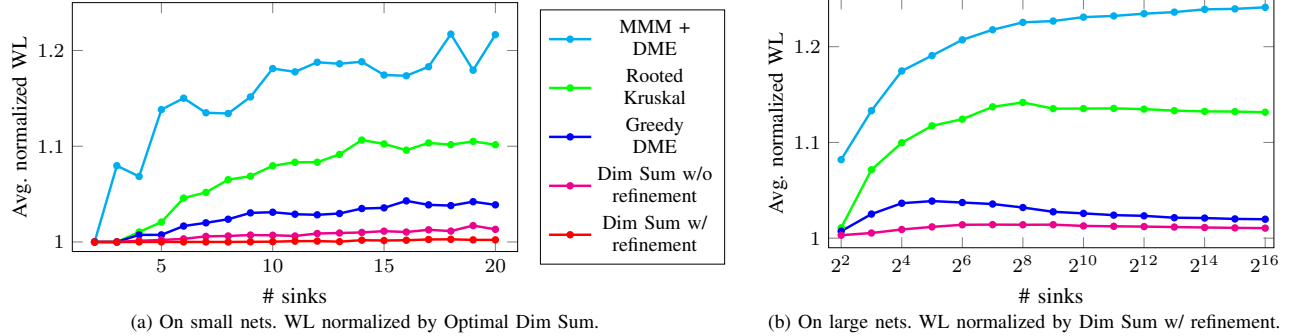 Avg. normalized WL
1.2
1.1
1
5
10
15
20
# sinks
(a) On small nets. WL normalized by Optimal Dim Sum.
MMM +
DME
Rooted
Kruskal
Greedy
DME
Dim Sum w/o
refinement
Dim Sum w/
refinement
Avg. normalized WL
1.2
1.1
1
2^2
2^4
2^6
2^8
2^10
2^12
2^14
2^16
# sinks
(b) On large nets. WL normalized by Dim Sum w/ refinement.